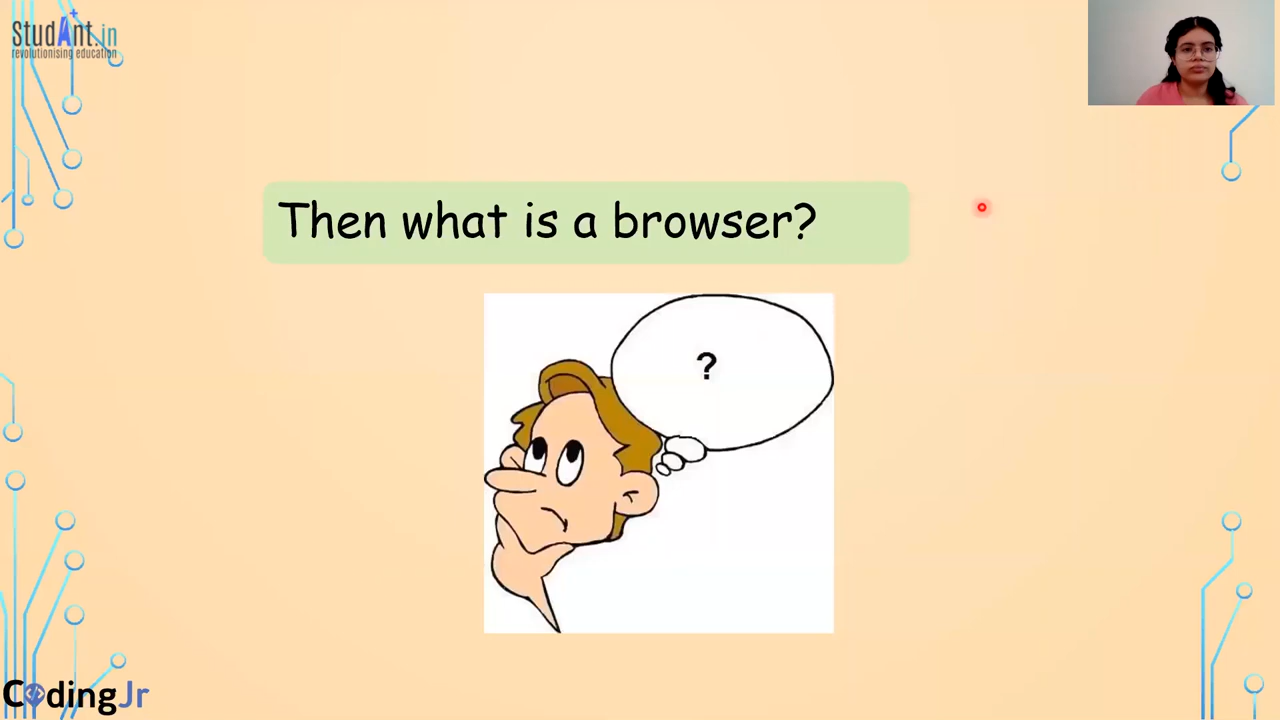 StudAnt.in
revolutionising education
Then what is a browser?
?
CodingJr